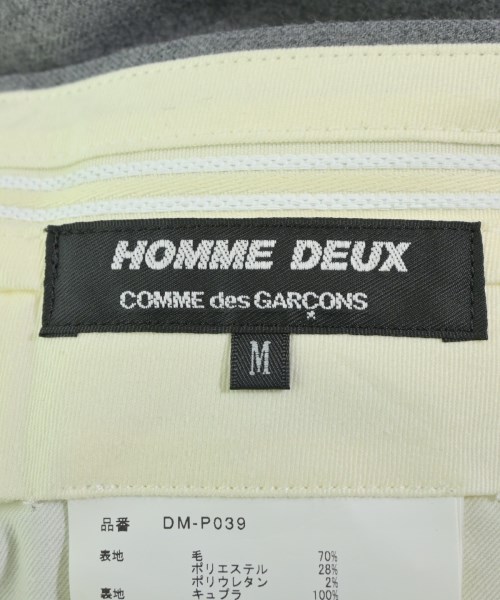 HOMME DEUX
COMME des GARÇONS
M
品番 DM-P039
表地 毛 70%
ポリエステル 28%
ポリウレタン 2%
裏地 キュプラ 100%